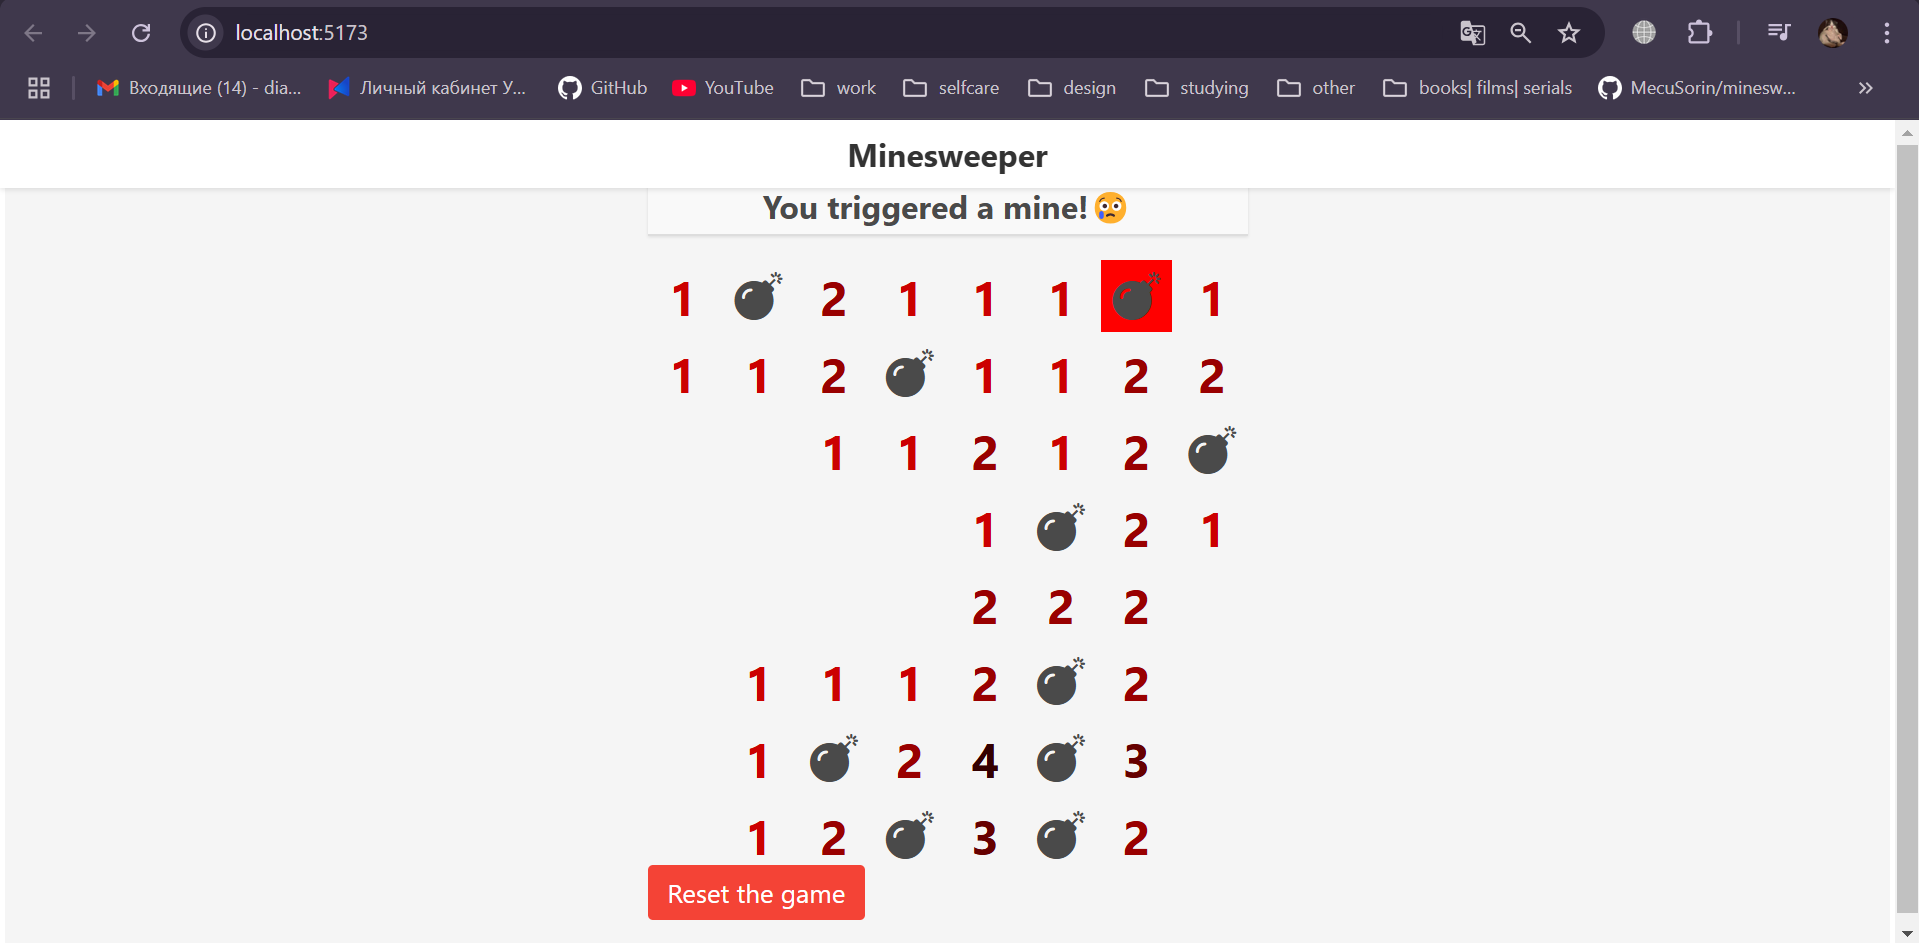 localhost:5173
Входящие (14) - dia... Личный кабинет У... GitHub YouTube work selfcare design studying other books| films| serials MecuSorin/minesw...
Minesweeper
You triggered a mine! 😢
1 💣 2 1 1 1 💣 1
1 1 2 💣 1 1 2 2
1 1 2 1 2 💣
1 💣 2 1
2 2 2
1 1 1 2 💣 2
1 💣 2 4 💣 3
1 2 💣 3 💣 2
Reset the game